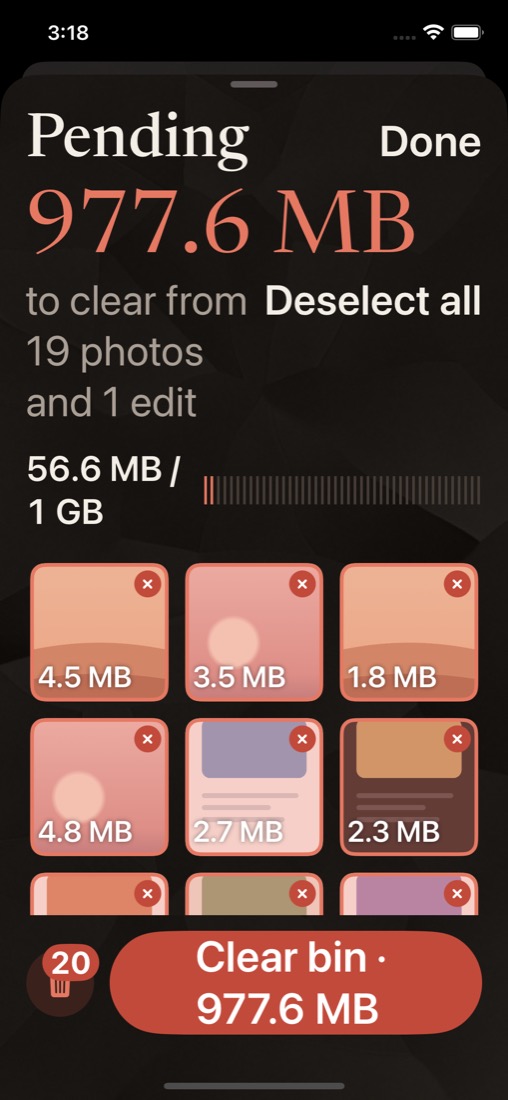 3:18
Pending
Done
977.6 MB
to clear from
19 photos
and 1 edit
Deselect all
56.6 MB /
1 GB
4.5 MB
3.5 MB
1.8 MB
4.8 MB
2.7 MB
2.3 MB
20
Clear bin ·
977.6 MB